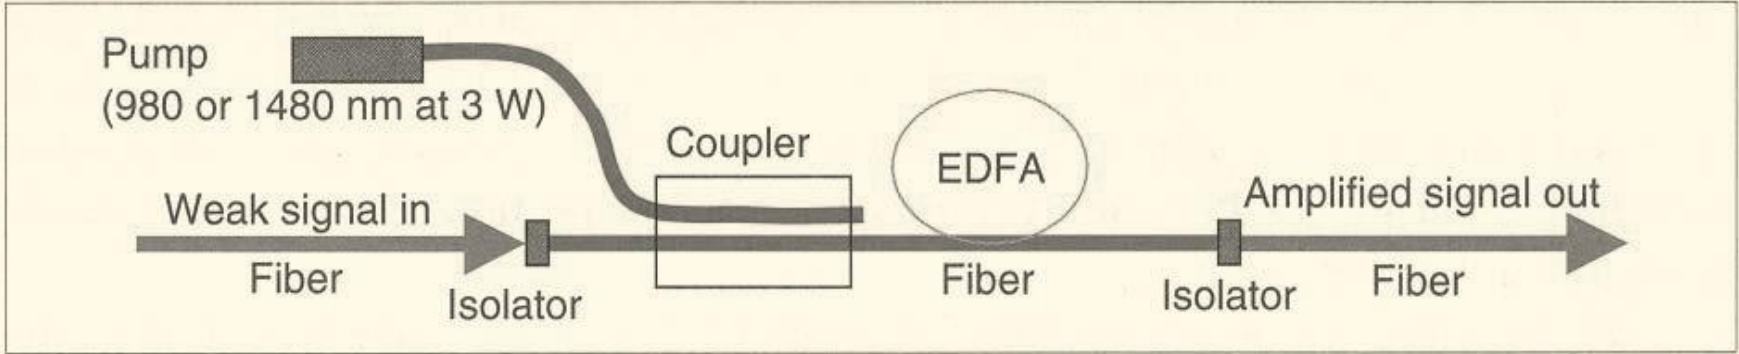 Pump
(980 or 1480 nm at 3 W)
Coupler
EDFA
Weak signal in
Amplified signal out
Fiber
Isolator
Fiber
Isolator
Fiber